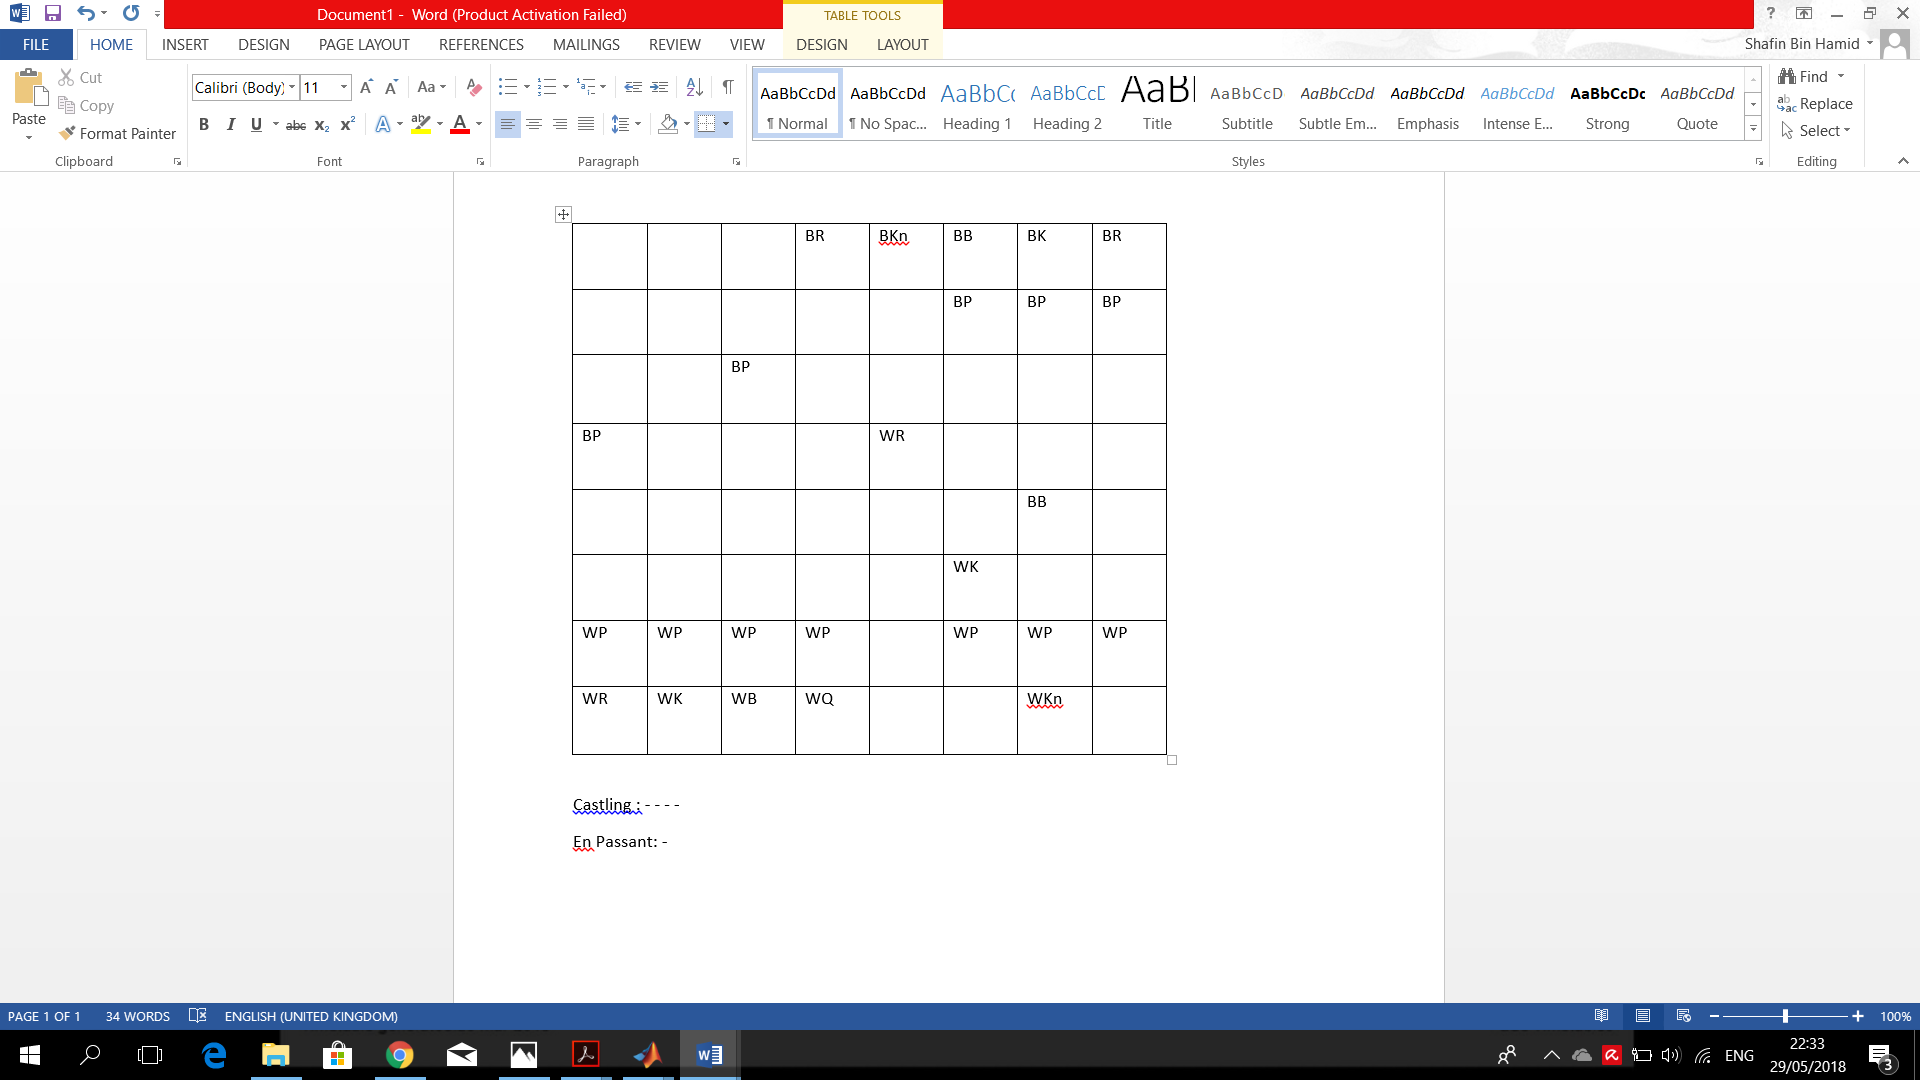 Document1 - Word (Product Activation Failed)
TABLE TOOLS
?
FILE HOME INSERT DESIGN PAGE LAYOUT REFERENCES MAILINGS REVIEW VIEW DESIGN LAYOUT
Shafin Bin Hamid
Paste
Cut
Copy
Format Painter
Clipboard
Calibri (Body) 11
Font
Paragraph
AaBbCcDd AaBbCcDd AaBbCc AaBbCcD AaB AaBbCcD AaBbCcDd AaBbCcDd AaBbCcDd AaBbCcDc AaBbCcDd
¶ Normal ¶ No Spac... Heading 1 Heading 2 Title Subtitle Subtle Em... Emphasis Intense E... Strong Quote
Styles
Find
Replace
Select
Editing
BR BKn BB BK BR
BP BP BP
BP
BP WR
BB
WK
WP WP WP WP WP WP WP
WR WK WB WQ WKn
Castling : - - - -
En Passant: -
PAGE 1 OF 1 34 WORDS ENGLISH (UNITED KINGDOM)
100%
ENG
22:33
29/05/2018
3